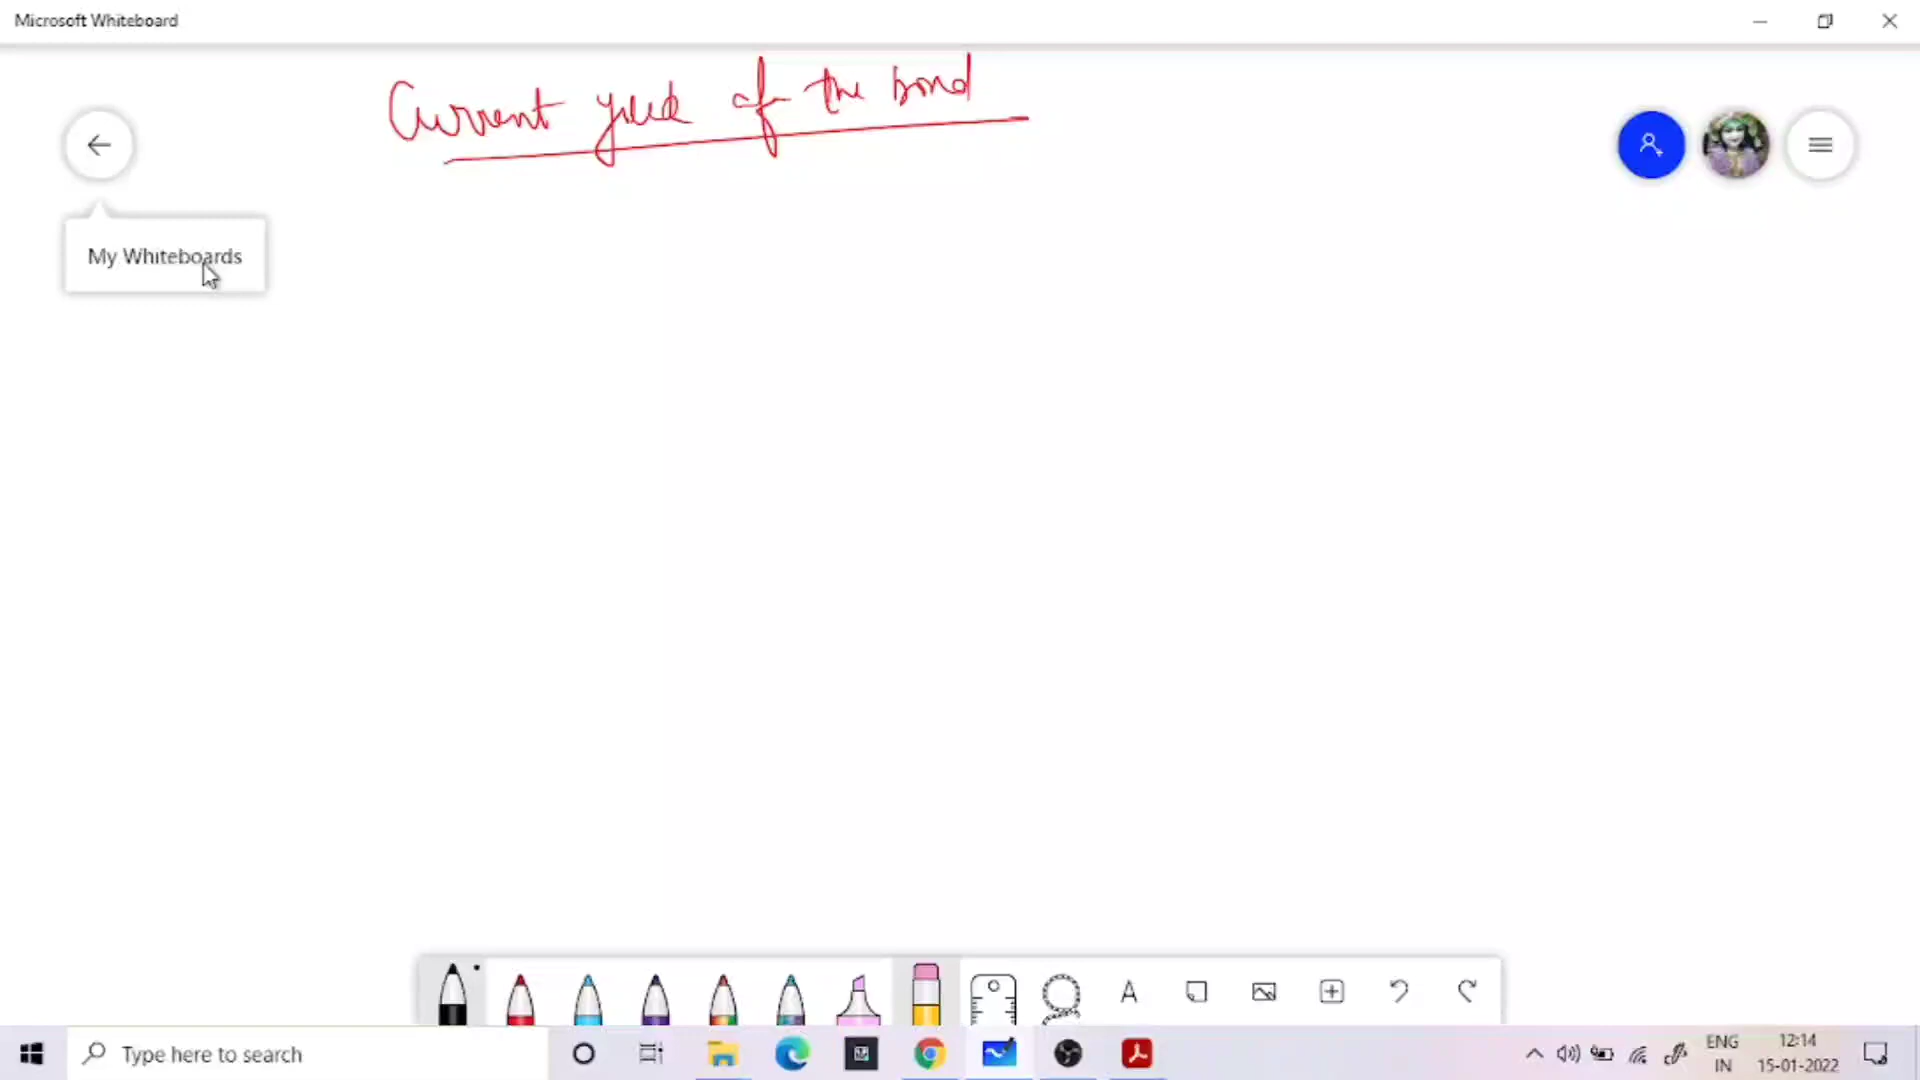 Microsoft Whiteboard
Current yield of the bond
My Whiteboards
A
Type here to search
ENG
IN
12:14
15-01-2022